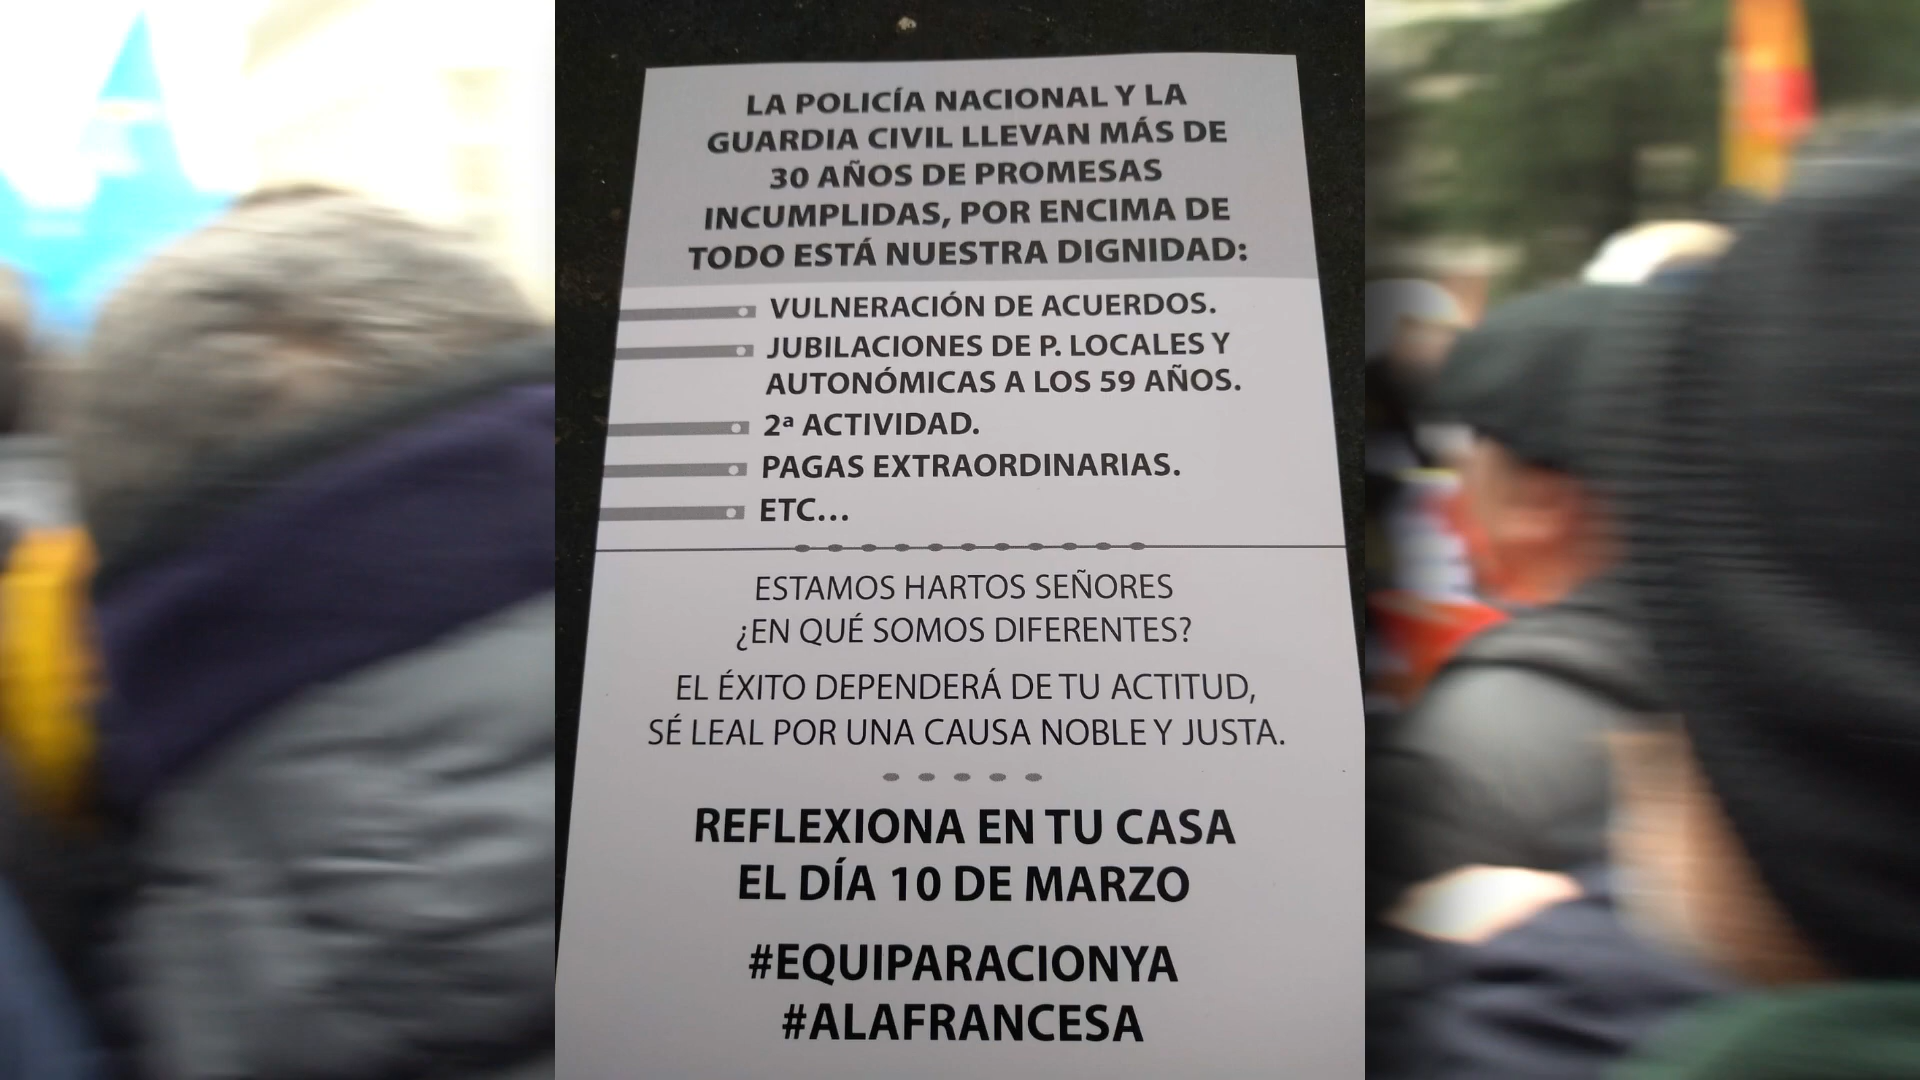 LA POLICÍA NACIONAL Y LA
GUARDIA CIVIL LLEVAN MÁS DE
30 AÑOS DE PROMESAS
INCUMPLIDAS, POR ENCIMA DE
TODO ESTÁ NUESTRA DIGNIDAD:
VULNERACIÓN DE ACUERDOS.
JUBILACIONES DE P. LOCALES Y
AUTONÓMICAS A LOS 59 AÑOS.
2ª ACTIVIDAD.
PAGAS EXTRAORDINARIAS.
ETC...
ESTAMOS HARTOS SEÑORES
¿EN QUÉ SOMOS DIFERENTES?
EL ÉXITO DEPENDERÁ DE TU ACTITUD,
SÉ LEAL POR UNA CAUSA NOBLE Y JUSTA.
REFLEXIONA EN TU CASA
EL DÍA 10 DE MARZO
#EQUIPARACIONYA
#ALAFRANCESA